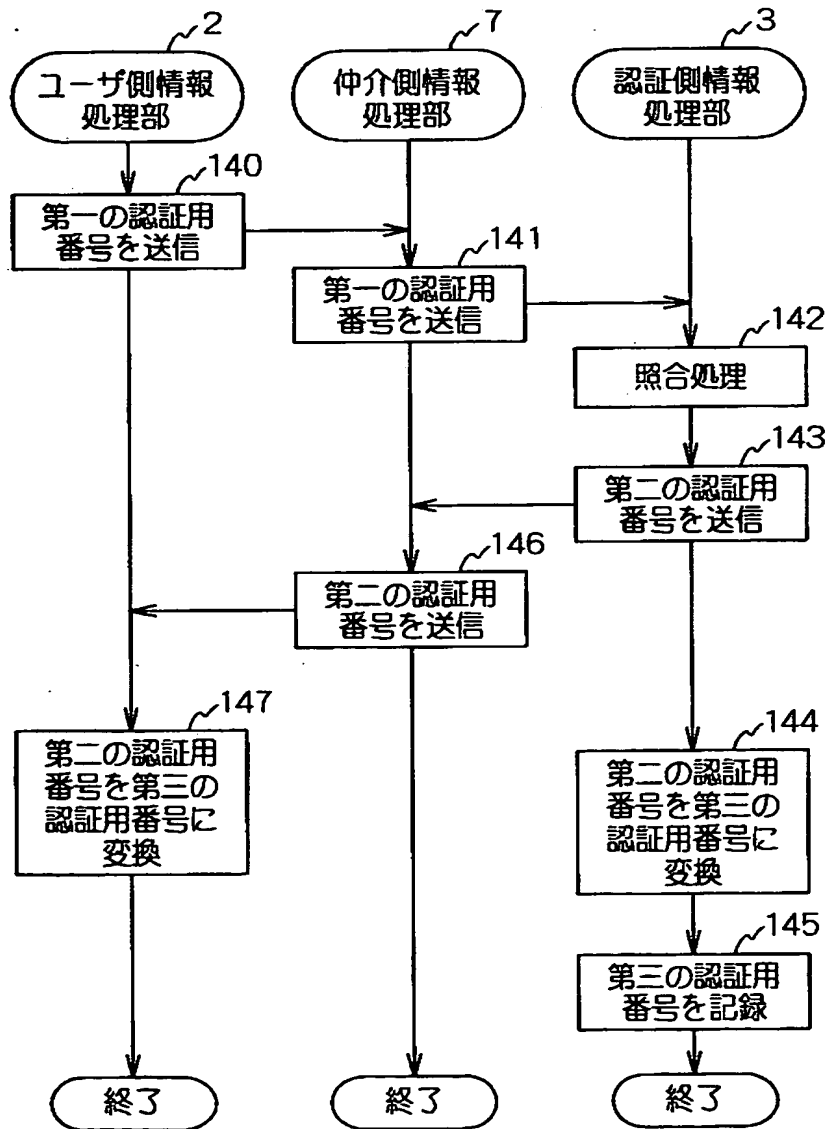 2
7
3
ユーザ側情報
処理部
仲介側情報
処理部
認証側情報
処理部
140
第一の認証用
番号を送信
141
第一の認証用
番号を送信
142
照合処理
143
第二の認証用
番号を送信
146
第二の認証用
番号を送信
147
第二の認証用
番号を第三の
認証用番号に
変換
144
第二の認証用
番号を第三の
認証用番号に
変換
145
第三の認証用
番号を記録
終了
終了
終了